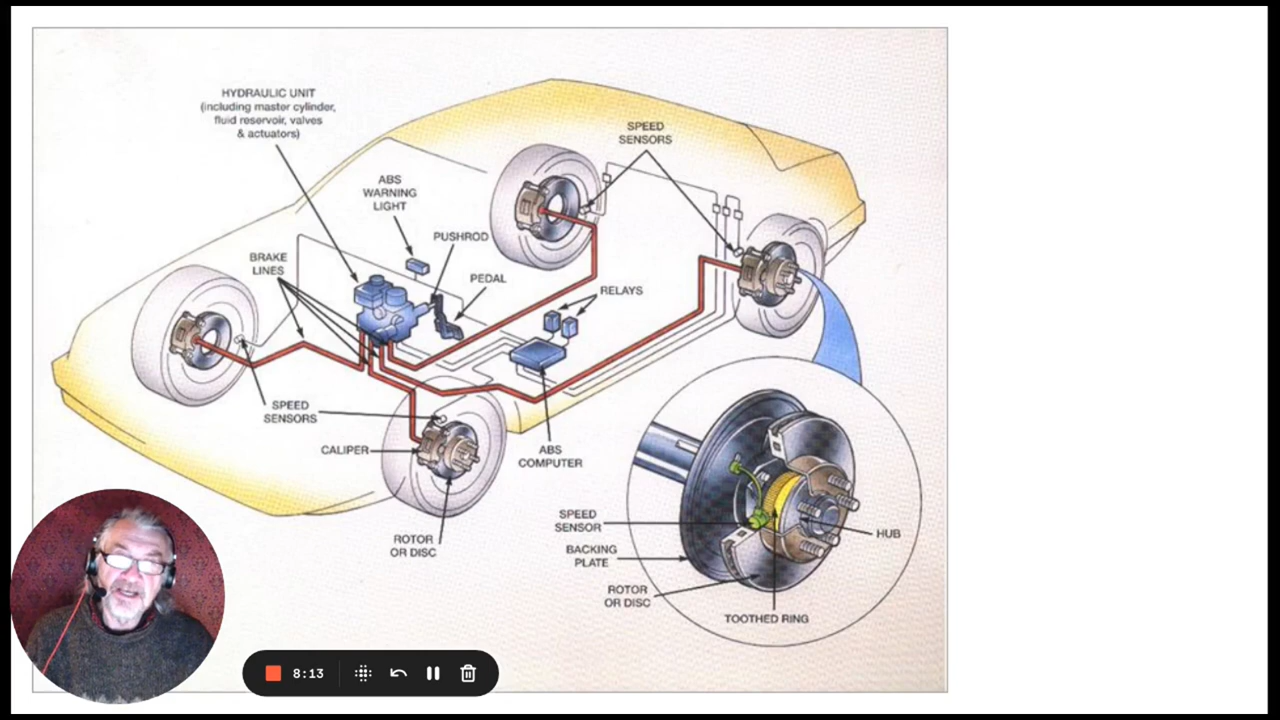 HYDRAULIC UNIT
(including master cylinder,
fluid reservoir, valves
& actuators)
SPEED
SENSORS
ABS
WARNING
LIGHT
PUSHROD
BRAKE
LINES
PEDAL
RELAYS
SPEED
SENSORS
CALIPER
ABS
COMPUTER
ROTOR
OR DISC
SPEED
SENSOR
HUB
BACKING
PLATE
ROTOR
OR DISC
TOOTHED RING
8:13